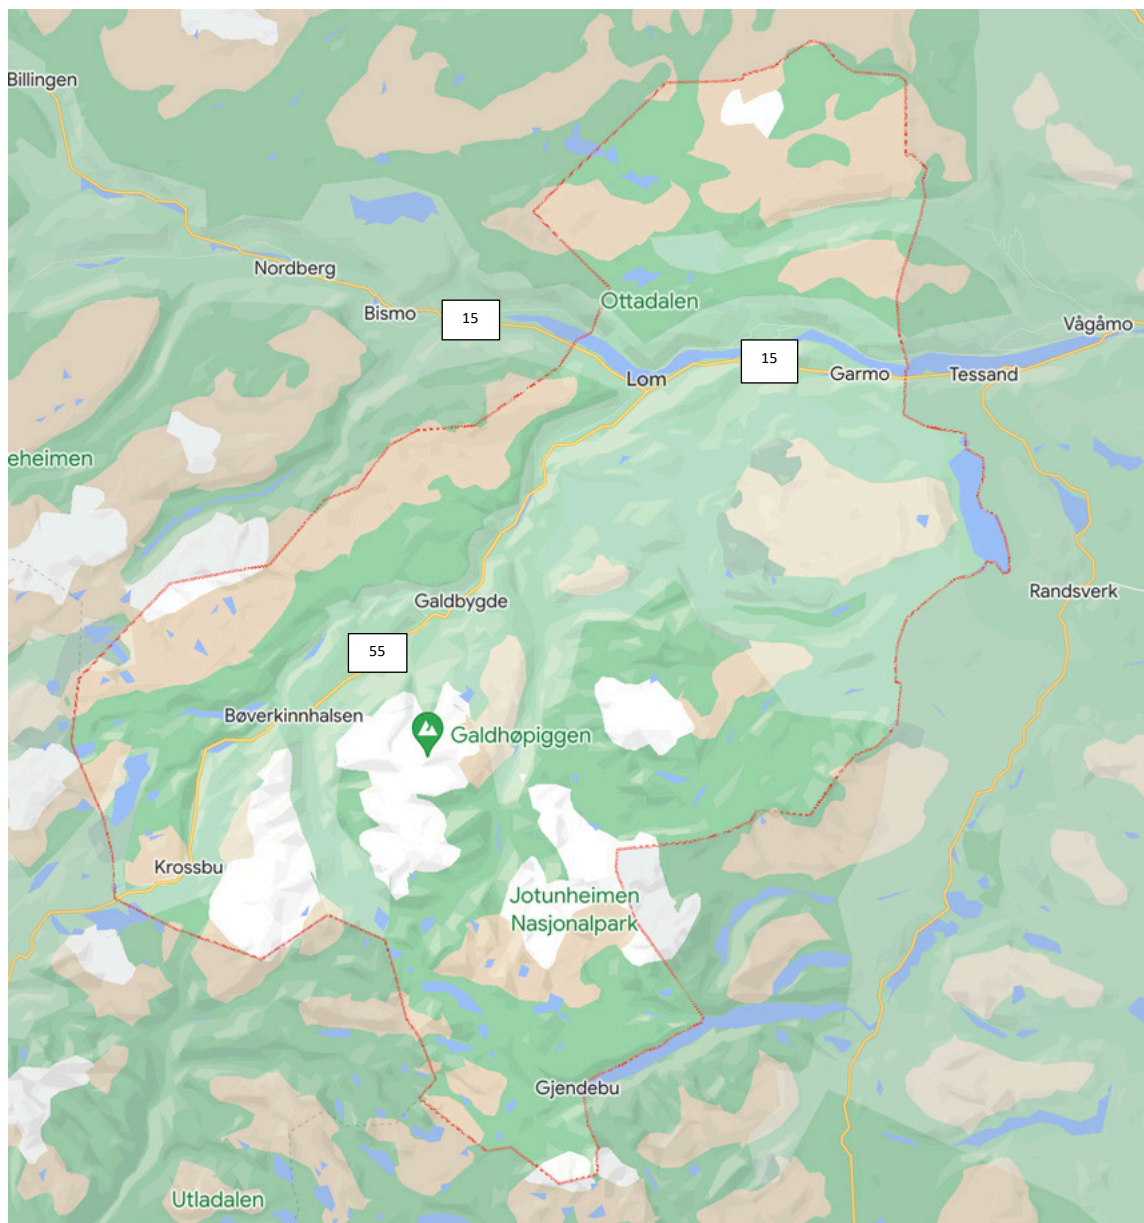 Billingen
Nordberg
Ottadalen
Bismo
15
Vågåmo
15
Lom
Garmo
Tessand
eheimen
Galdbygde
Randsverk
55
Bøverkinnhalsen
Galdhøpiggen
Krossbu
Jotunheimen
Nasjonalpark
Gjendebu
Utladalen